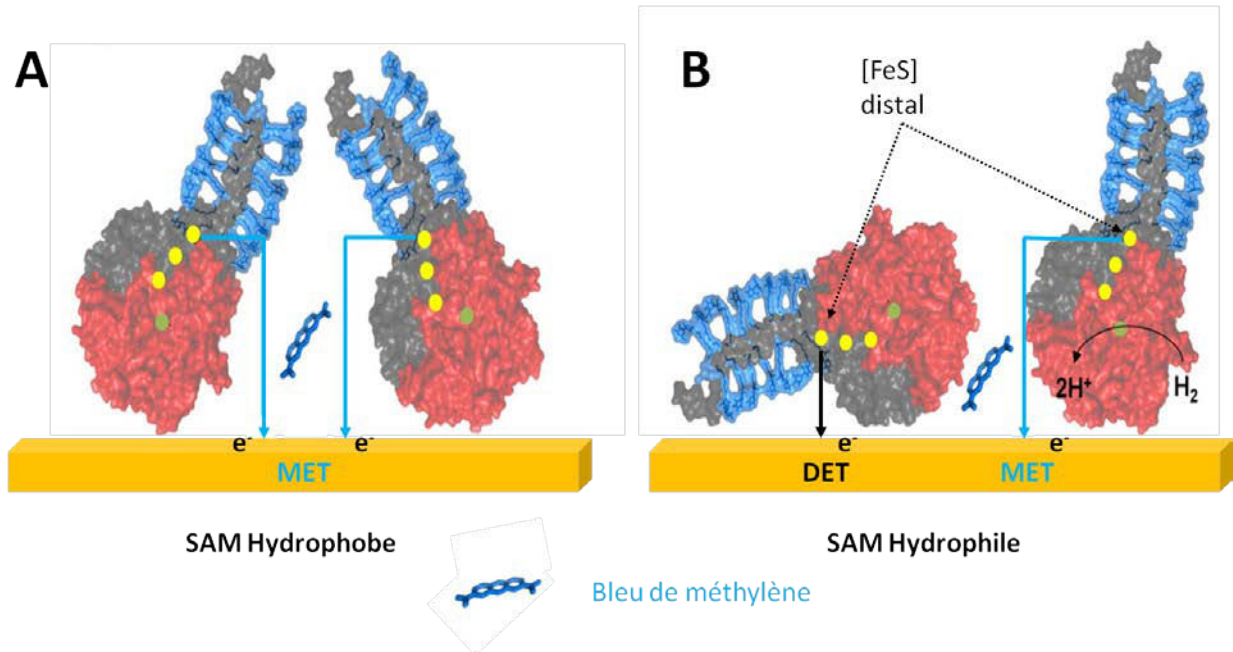 A
e⁻ e⁻
MET
SAM Hydrophobe
B
[FeS]
distal
2H⁺ H₂
e⁻ e⁻
DET MET
SAM Hydrophile
Bleu de méthylène